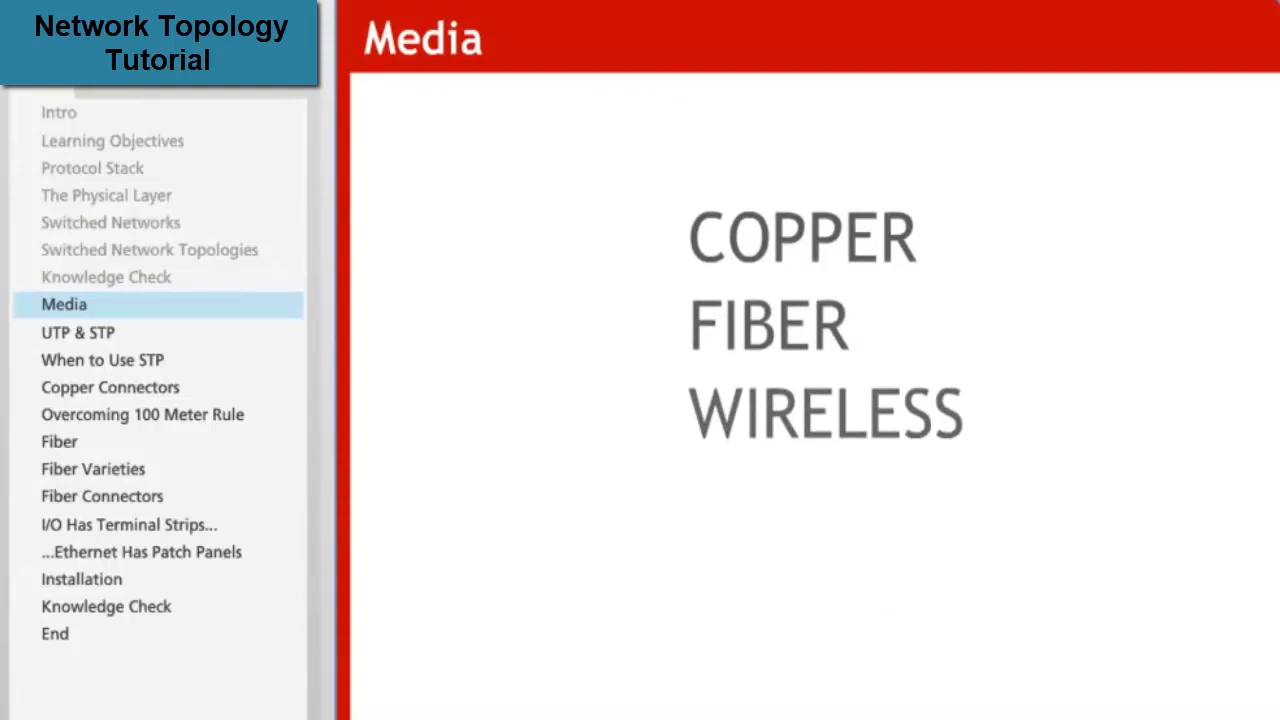 Network Topology
Tutorial
Media
Intro
Learning Objectives
Protocol Stack
The Physical Layer
Switched Networks
Switched Network Topologies
Knowledge Check
Media
UTP & STP
When to Use STP
Copper Connectors
Overcoming 100 Meter Rule
Fiber
Fiber Varieties
Fiber Connectors
I/O Has Terminal Strips...
...Ethernet Has Patch Panels
Installation
Knowledge Check
End
COPPER
FIBER
WIRELESS